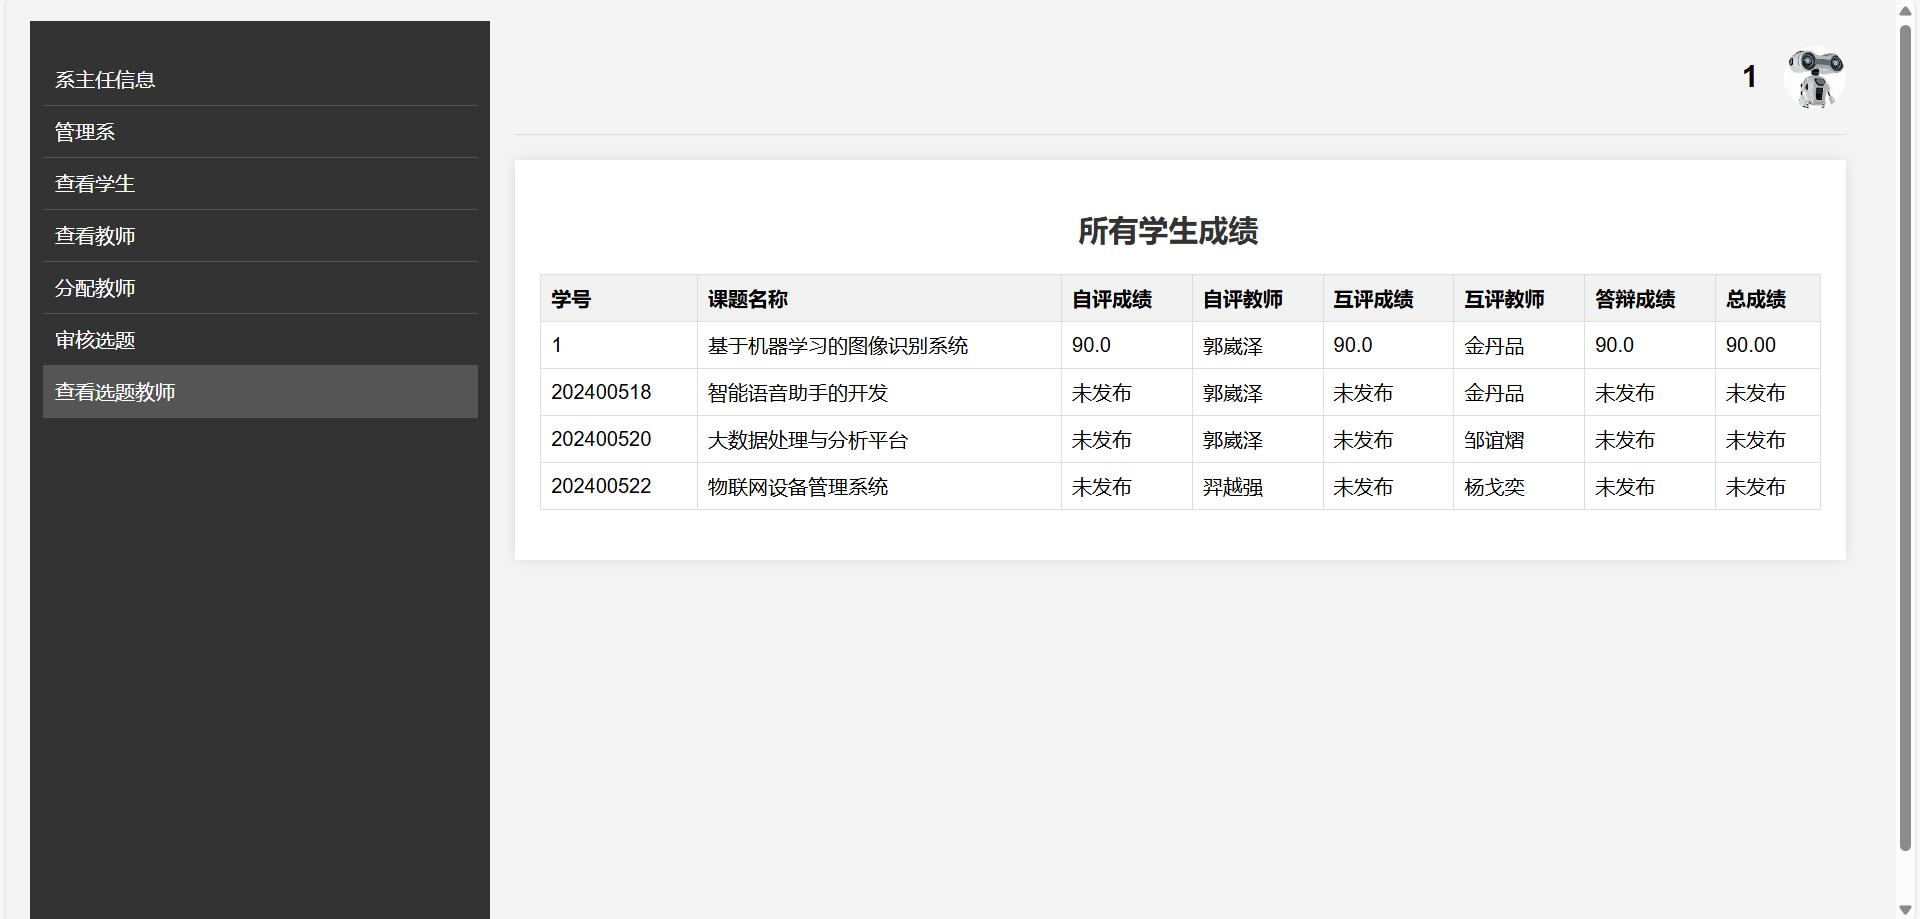 系主任信息
管理系
查看学生
查看教师
分配教师
审核选题
查看选题教师
1
所有学生成绩
学号 课题名称 自评成绩 自评教师 互评成绩 互评教师 答辩成绩 总成绩
1 基于机器学习的图像识别系统 90.0 郭崴泽 90.0 金丹品 90.0 90.00
202400518 智能语音助手的开发 未发布 郭崴泽 未发布 金丹品 未发布 未发布
202400520 大数据处理与分析平台 未发布 郭崴泽 未发布 邹谊熠 未发布 未发布
202400522 物联网设备管理系统 未发布 羿越强 未发布 杨戈奕 未发布 未发布